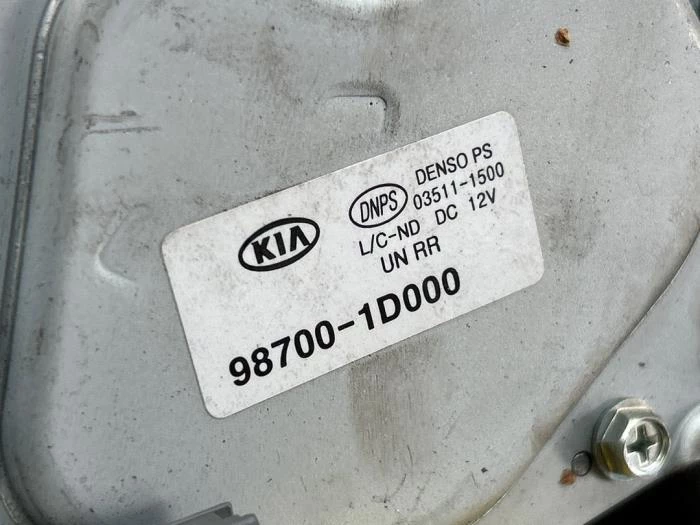 KIA
DNPS
DENSO PS
03511-1500
L/C-ND DC 12V
UN RR
98700-1D000